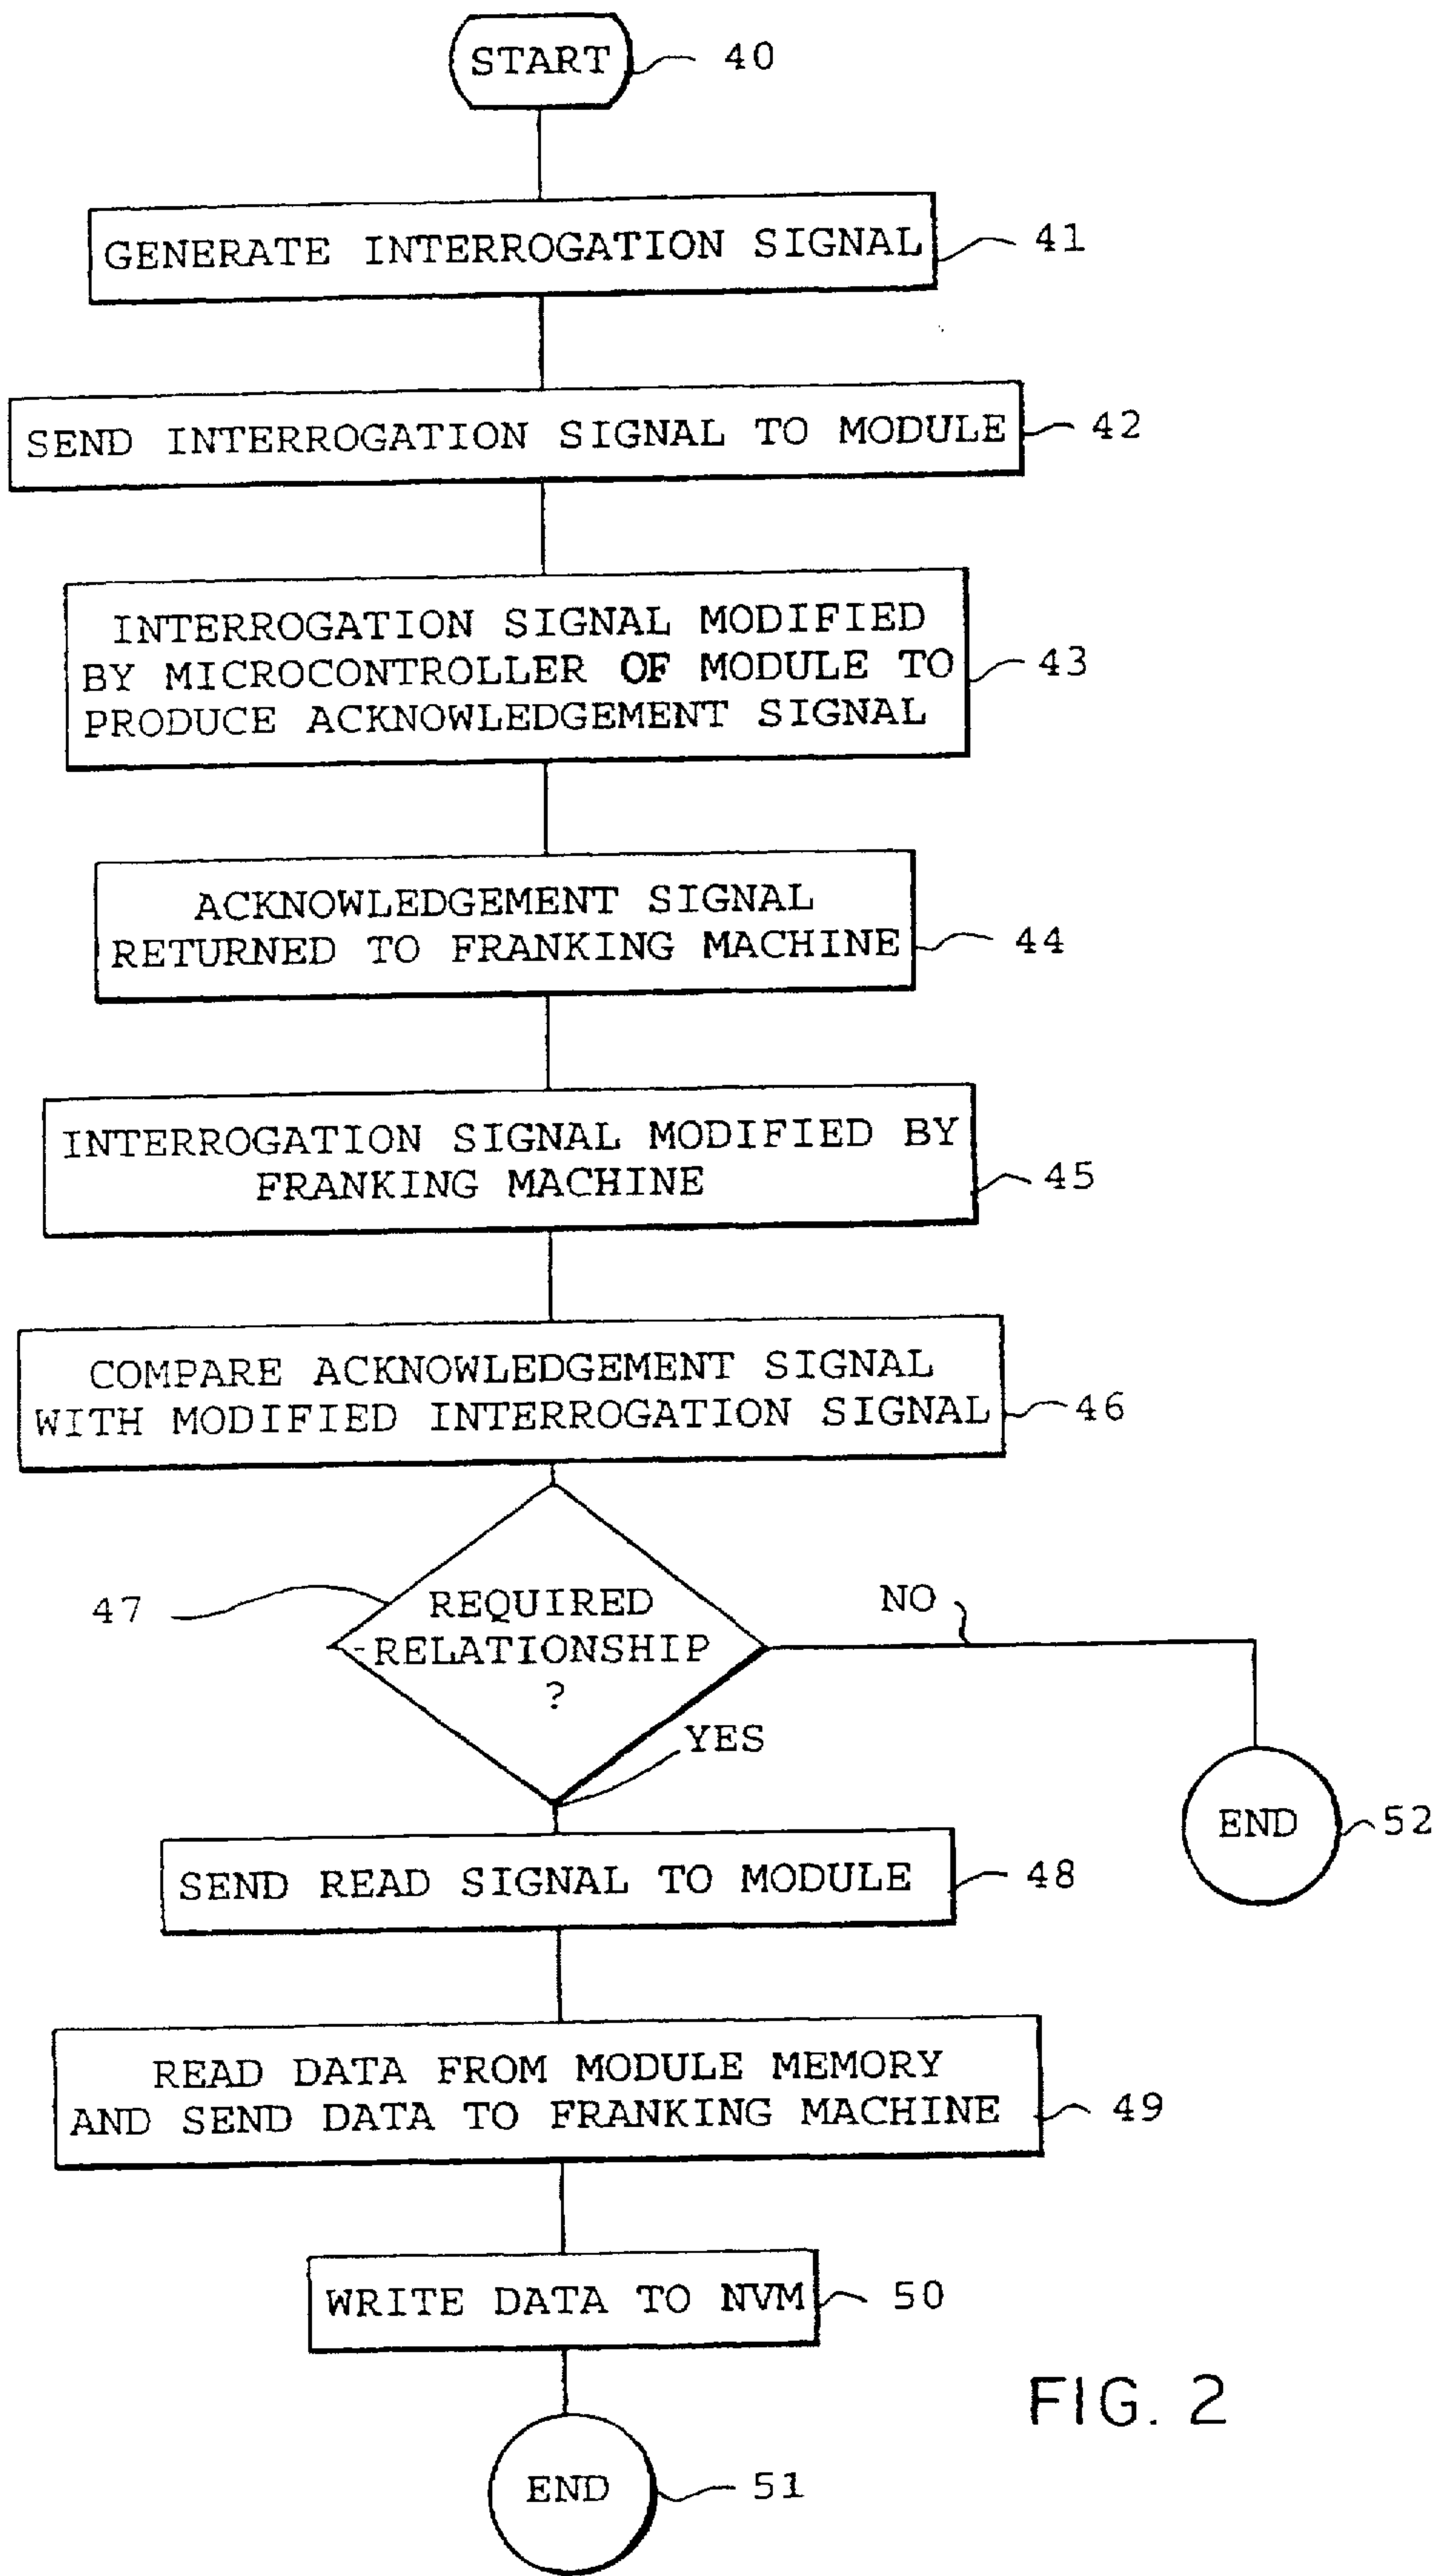 START 40
GENERATE INTERROGATION SIGNAL 41
SEND INTERROGATION SIGNAL TO MODULE 42
INTERROGATION SIGNAL MODIFIED
BY MICROCONTROLLER OF MODULE TO 43
PRODUCE ACKNOWLEDGEMENT SIGNAL
ACKNOWLEDGEMENT SIGNAL
RETURNED TO FRANKING MACHINE 44
INTERROGATION SIGNAL MODIFIED BY
FRANKING MACHINE 45
COMPARE ACKNOWLEDGEMENT SIGNAL
WITH MODIFIED INTERROGATION SIGNAL 46
47 REQUIRED
RELATIONSHIP
?
NO
YES
END 52
SEND READ SIGNAL TO MODULE 48
READ DATA FROM MODULE MEMORY
AND SEND DATA TO FRANKING MACHINE 49
WRITE DATA TO NVM 50
END 51
FIG. 2